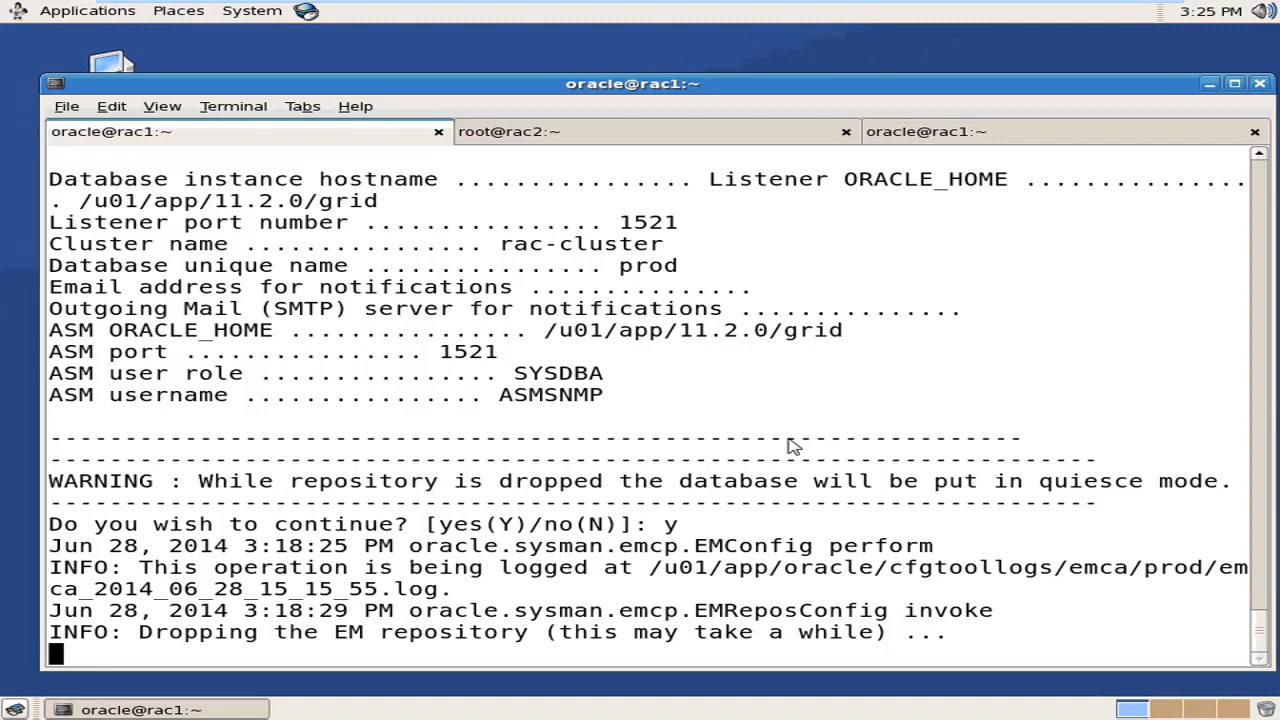 Applications Places System 3:25 PM
oracle@rac1:~
File Edit View Terminal Tabs Help
oracle@rac1:~ root@rac2:~ oracle@rac1:~
Database instance hostname ................ Listener ORACLE_HOME ...............
. /u01/app/11.2.0/grid
Listener port number ................ 1521
Cluster name ................ rac-cluster
Database unique name ................ prod
Email address for notifications ...............
Outgoing Mail (SMTP) server for notifications ...............
ASM ORACLE_HOME ................ /u01/app/11.2.0/grid
ASM port ................ 1521
ASM user role ................ SYSDBA
ASM username ................ ASMSNMP
-----------------------------------------------------------------
----------------------------------------------------------------------
WARNING : While repository is dropped the database will be put in quiesce mode.
----------------------------------------------------------------------
Do you wish to continue? [yes(Y)/no(N)]: y
Jun 28, 2014 3:18:25 PM oracle.sysman.emcp.EMConfig perform
INFO: This operation is being logged at /u01/app/oracle/cfgtoollogs/emca/prod/em
ca_2014_06_28_15_15_55.log.
Jun 28, 2014 3:18:29 PM oracle.sysman.emcp.EMReposConfig invoke
INFO: Dropping the EM repository (this may take a while) ...
oracle@rac1:~